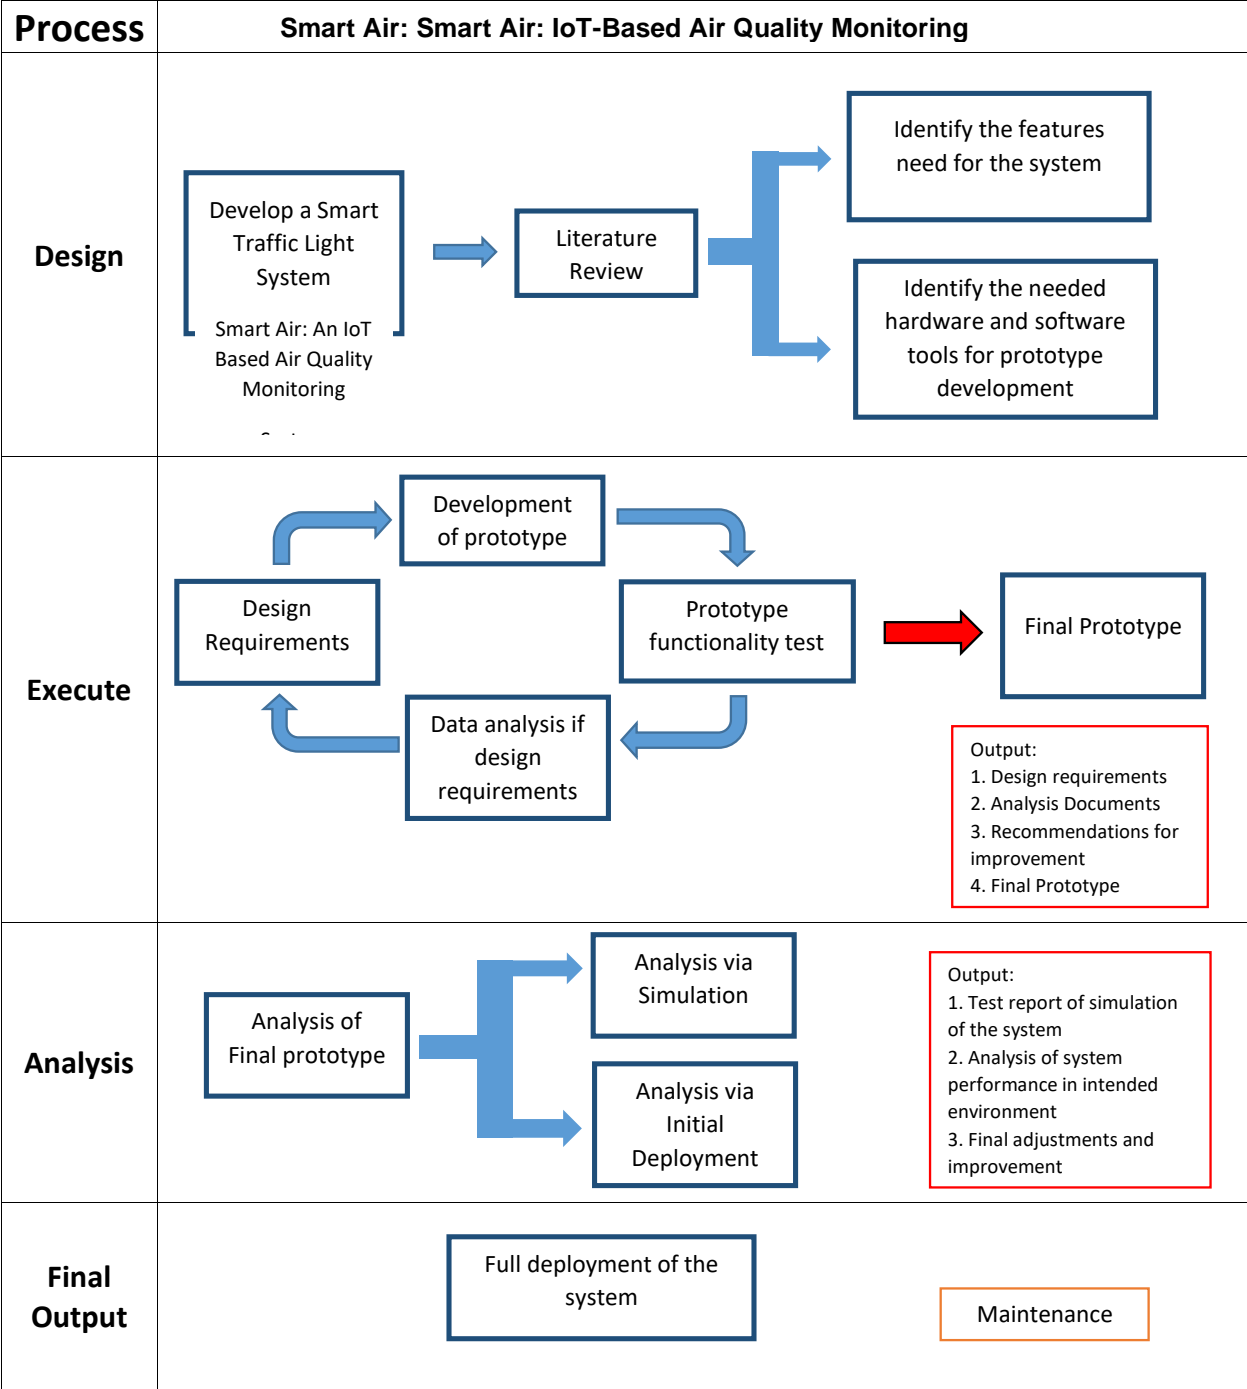 Process
Smart Air: Smart Air: IoT-Based Air Quality Monitoring
Design
Develop a Smart
Traffic Light
System
Smart Air: An IoT
Based Air Quality
Monitoring
Literature
Review
Identify the features
need for the system
Identify the needed
hardware and software
tools for prototype
development
Execute
Development
of prototype
Design
Requirements
Prototype
functionality test
Data analysis if
design
requirements
Final Prototype
Output:
1. Design requirements
2. Analysis Documents
3. Recommendations for
improvement
4. Final Prototype
Analysis
Analysis of
Final prototype
Analysis via
Simulation
Analysis via
Initial
Deployment
Output:
1. Test report of simulation
of the system
2. Analysis of system
performance in intended
environment
3. Final adjustments and
improvement
Final
Output
Full deployment of the
system
Maintenance